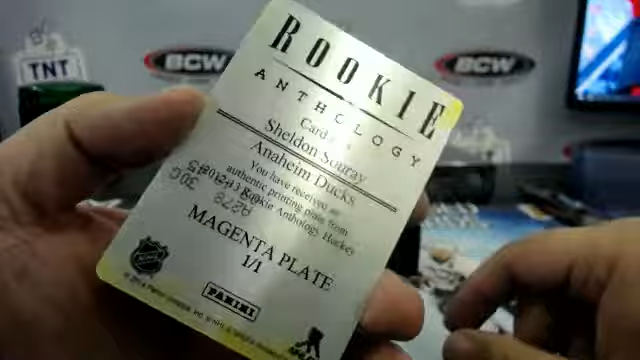 TNT
BCW
BCW
ROOKIE
ANTHOLOGY
Card
Sheldon Souray
Anaheim Ducks
You have received an
authentic printing plate from
Rookie Anthology Hockey
MAGENTA PLATE
1/1
PANINI